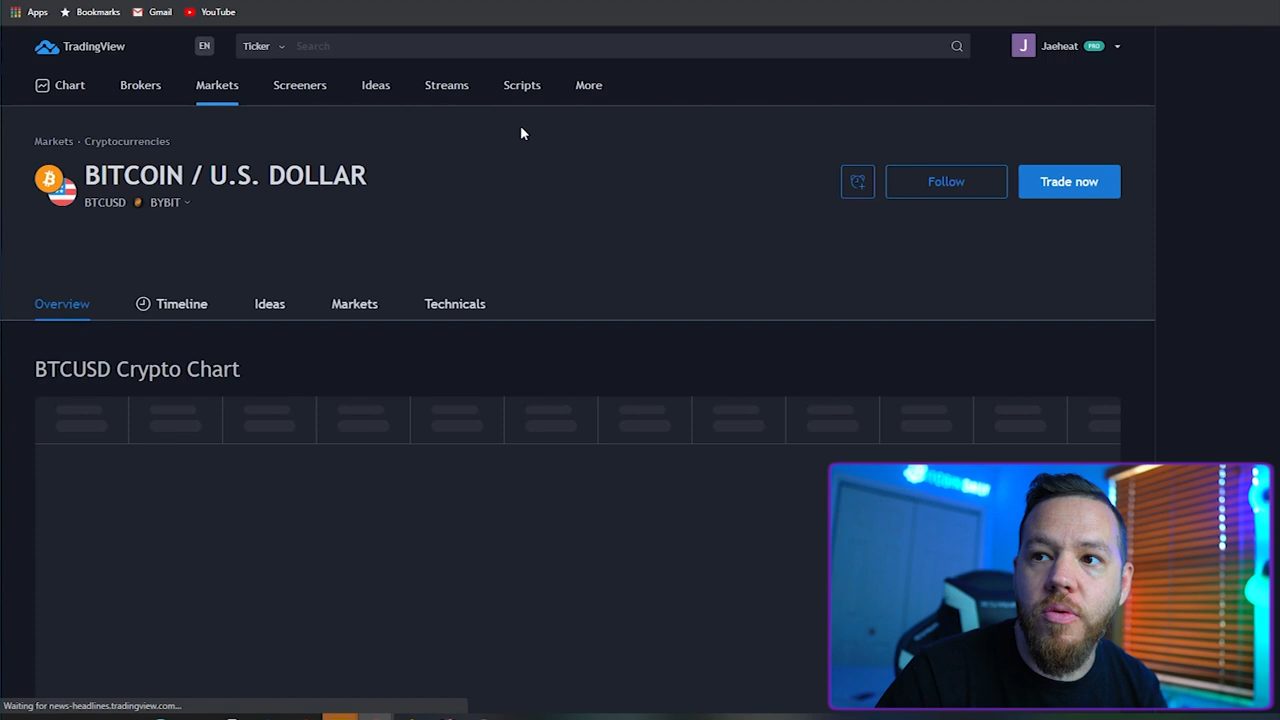 Apps Bookmarks Gmail YouTube
TradingView EN Ticker Search J Jaeheat PRO
Chart Brokers Markets Screeners Ideas Streams Scripts More
Markets · Cryptocurrencies
BITCOIN / U.S. DOLLAR
BTCUSD BYBIT
Follow Trade now
Overview Timeline Ideas Markets Technicals
BTCUSD Crypto Chart
Waiting for news-headlines.tradingview.com...